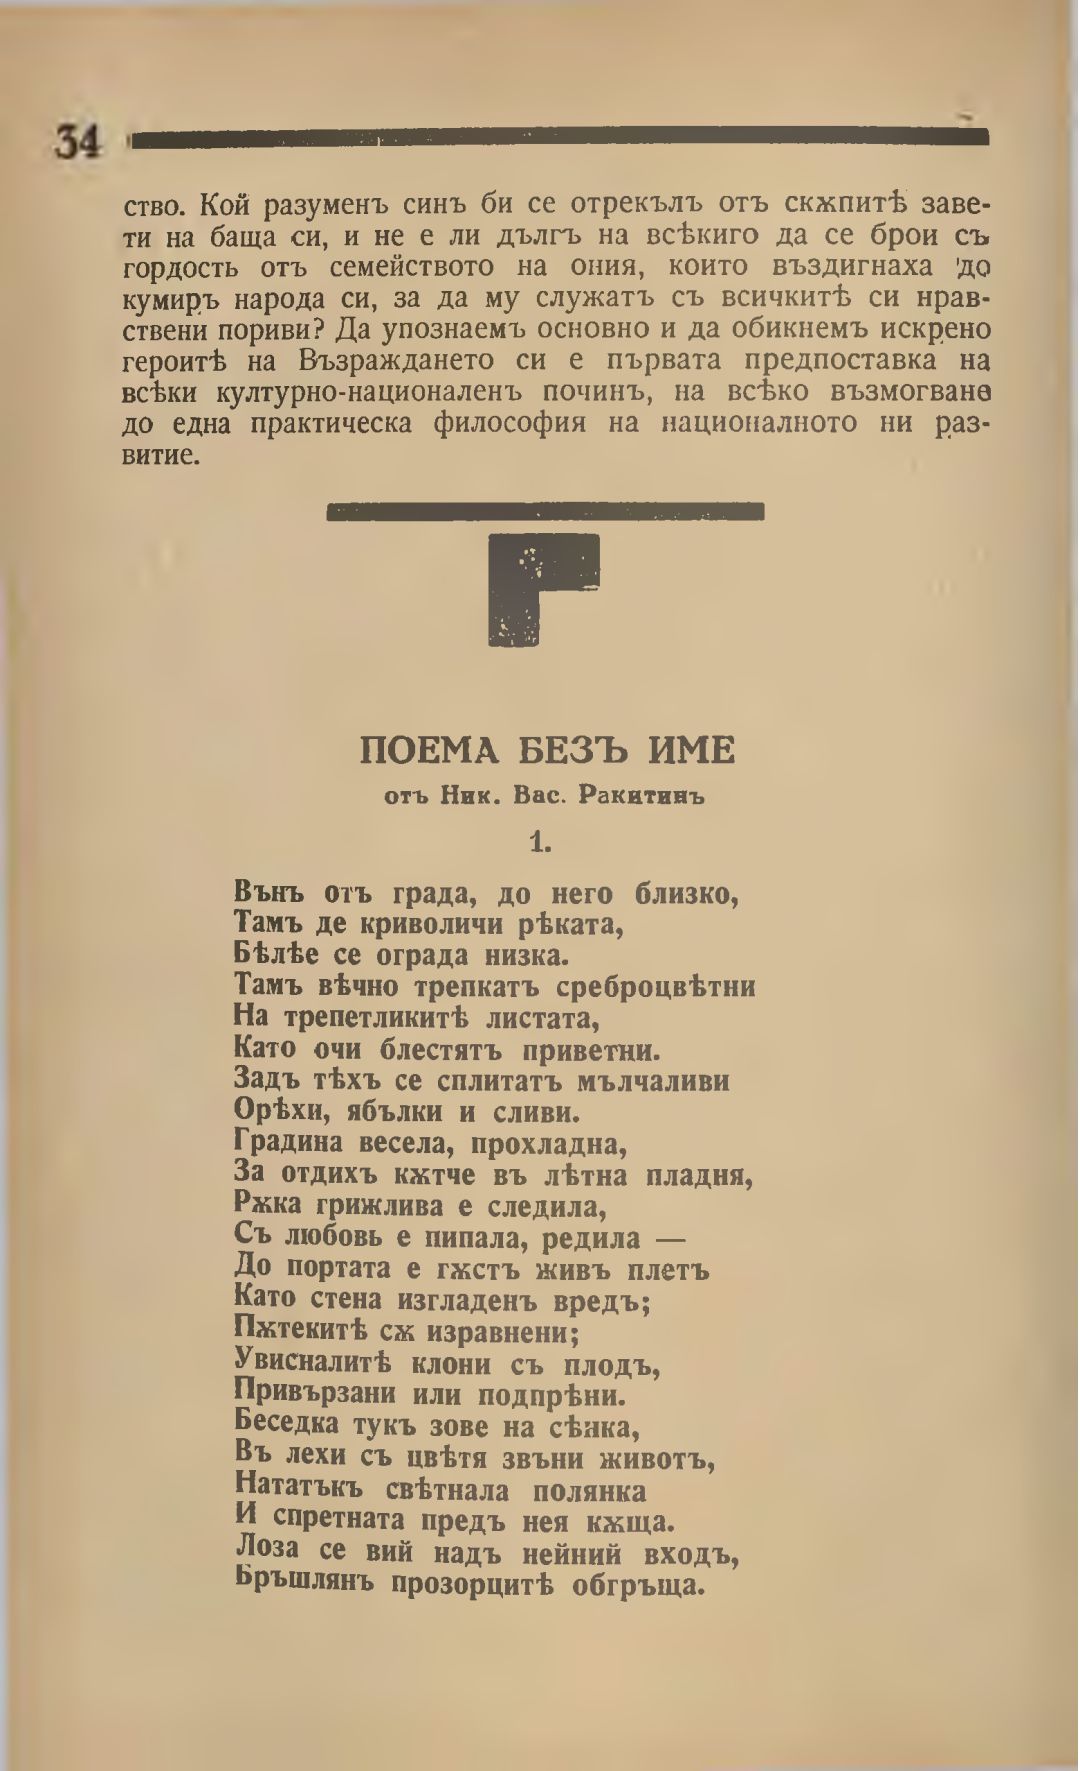 34
ство. Кой разуменъ синъ би се отрекълъ отъ скѫпитѣ заве-
ти на баща си, и не е ли дългъ на всѣкиго да се брои съ
гордость отъ семейството на ония, които въздигнаха до
кумиръ народа си, за да му служатъ съ всичкитѣ си нрав-
ствени пориви? Да упознаемъ основно и да обикнемъ искрено
героитѣ на Възраждането си е първата предпоставка на
всѣки културно-националенъ починъ, на всѣко възмогване
до една практическа философия на националното ни раз-
витие.
ПОЕМА БЕЗЪ ИМЕ
отъ Ник. Вас. Ракитинъ
1.
Вънъ отъ града, до него близко,
Тамъ де криволичи рѣката,
Бѣлѣе се ограда низка.
Тамъ вѣчно трепкатъ среброцвѣтни
На трепетликитѣ листата,
Като очи блестятъ приветни.
Задъ тѣхъ се сплитатъ мълчаливи
Орѣхи, ябълки и сливи.
Градина весела, прохладна,
За отдихъ кѫтче въ лѣтна пладня,
Рѫка грижлива е следила,
Съ любовь е пипала, редила —
До портата е гѫстъ живъ плетъ
Като стена изгладенъ вредъ;
Пѫтекитѣ сѫ изравнени;
Увисналитѣ клони съ плодъ,
Привързани или подпрѣни.
Беседка тукъ зове на сѣнка,
Въ лехи съ цвѣтя звъни животъ,
Нататъкъ свѣтнала полянка
И спретната предъ нея кѫща.
Лоза се вий надъ нейний входъ,
Бръшлянъ прозорцитѣ обгръща.